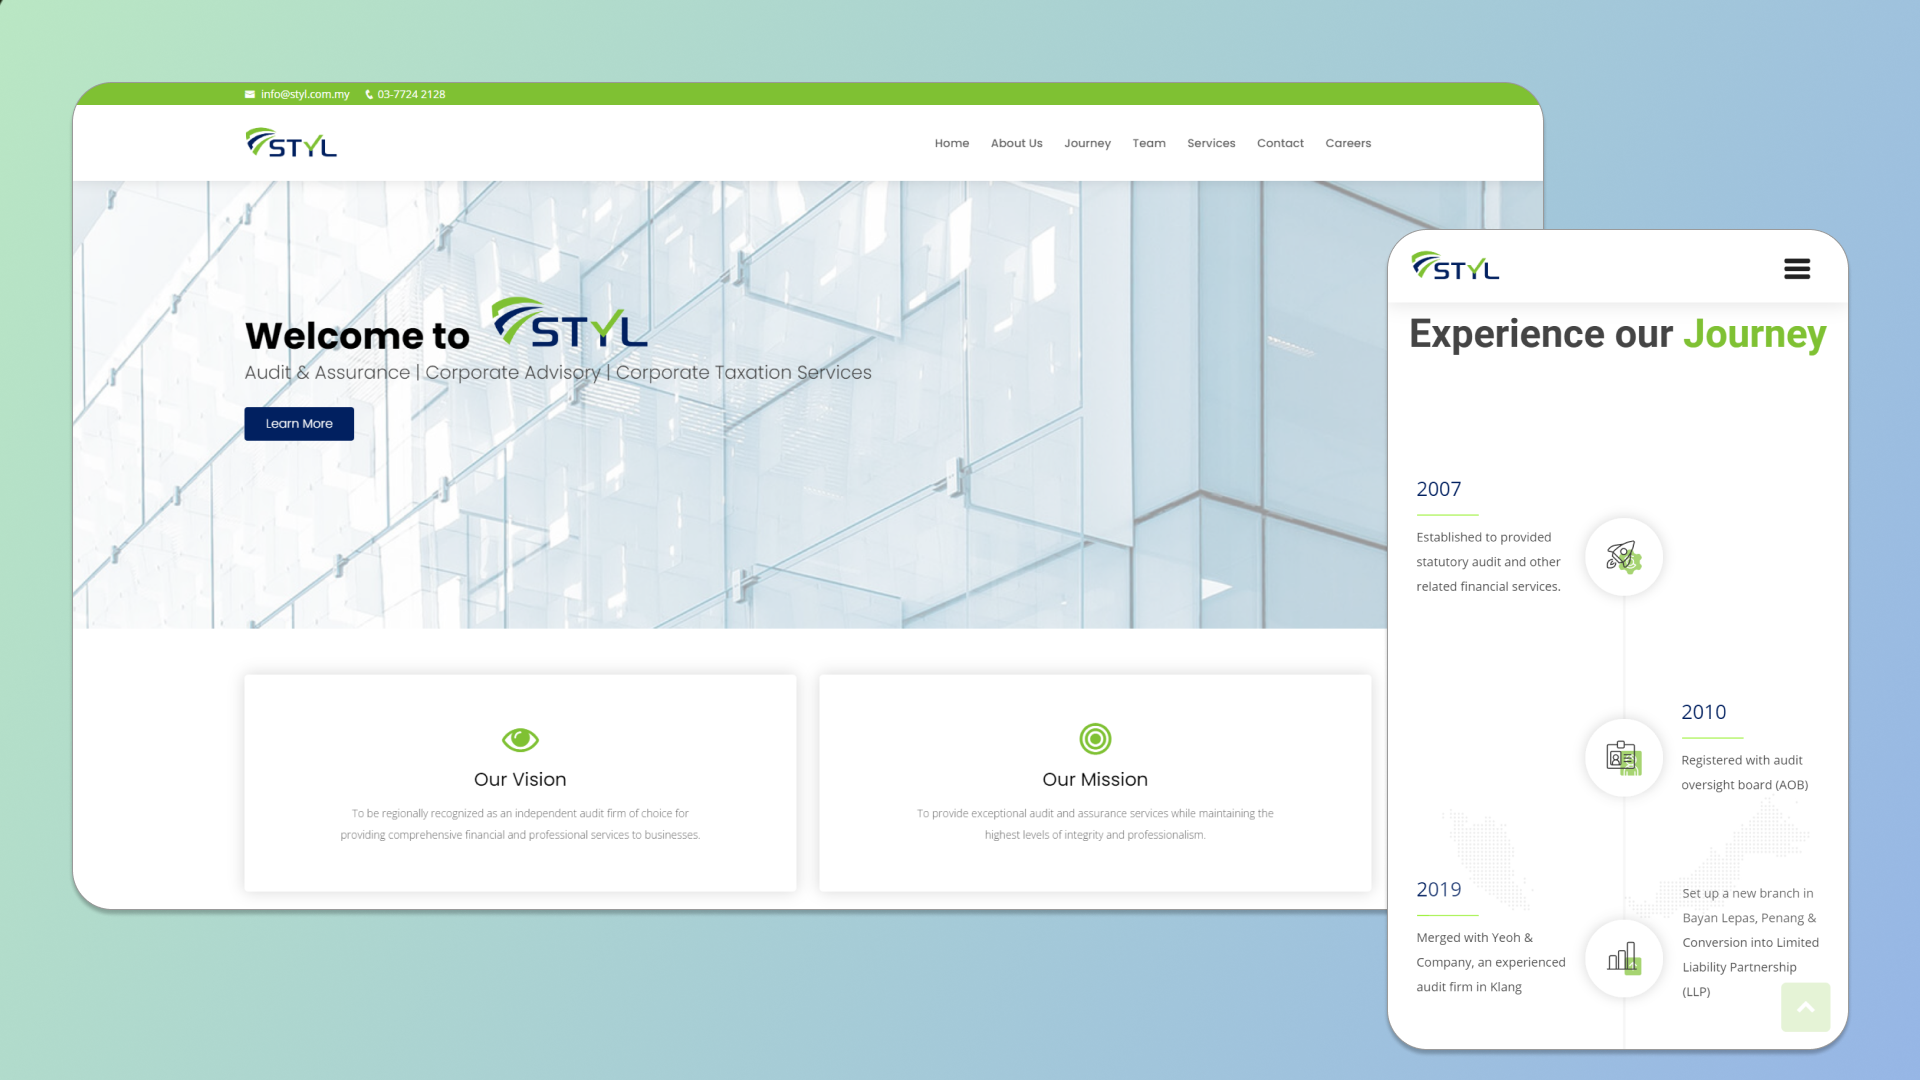 info@styl.com.my 03-7724 2128
STYL
Home About Us Journey Team Services Contact Careers
Welcome to STYL
Audit & Assurance | Corporate Advisory | Corporate Taxation Services
Learn More
Our Vision
To be regionally recognized as an independent audit firm of choice for
providing comprehensive financial and professional services to businesses.
Our Mission
To provide exceptional audit and assurance services while maintaining the
highest levels of integrity and professionalism.
STYL
Experience our Journey
2007
Established to provided
statutory audit and other
related financial services.
2010
Registered with audit
oversight board (AOB)
2019
Merged with Yeoh &
Company, an experienced
audit firm in Klang
Set up a new branch in
Bayan Lepas, Penang &
Conversion into Limited
Liability Partnership
(LLP)